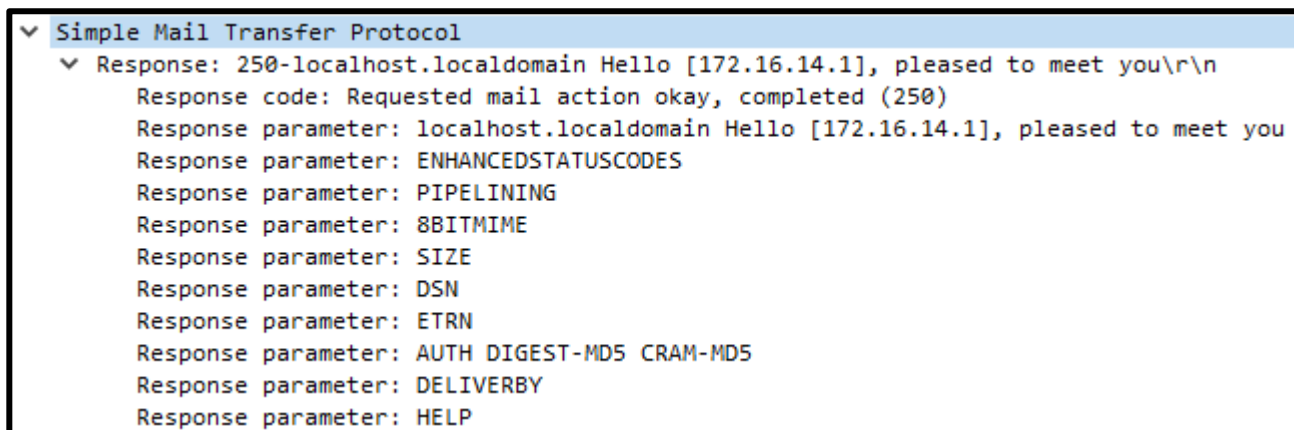 Simple Mail Transfer Protocol
Response: 250-localhost.localdomain Hello [172.16.14.1], pleased to meet you\r\n
Response code: Requested mail action okay, completed (250)
Response parameter: localhost.localdomain Hello [172.16.14.1], pleased to meet you
Response parameter: ENHANCEDSTATUSCODES
Response parameter: PIPELINING
Response parameter: 8BITMIME
Response parameter: SIZE
Response parameter: DSN
Response parameter: ETRN
Response parameter: AUTH DIGEST-MD5 CRAM-MD5
Response parameter: DELIVERBY
Response parameter: HELP